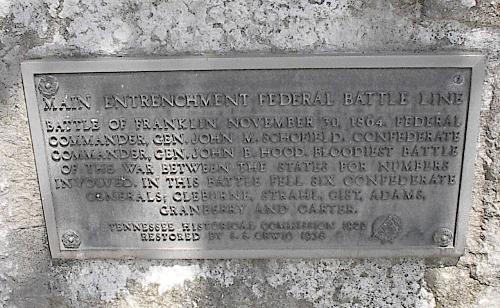 MAIN ENTRENCHMENT FEDERAL BATTLE LINE
BATTLE OF FRANKLIN NOVEMBER 30, 1864. FEDERAL
COMMANDER, GEN. JOHN M. SCHOFIELD. CONFEDERATE
COMMANDER, GEN. JOHN B. HOOD. BLOODIEST BATTLE
OF THE WAR BETWEEN THE STATES FOR NUMBERS
INVOLVED. IN THIS BATTLE FELL SIX CONFEDERATE
GENERALS; CLEBURNE, STRAHL, GIST, ADAMS,
GRANBERRY AND CARTER.
TENNESSEE HISTORICAL COMMISSION
RESTORED BY